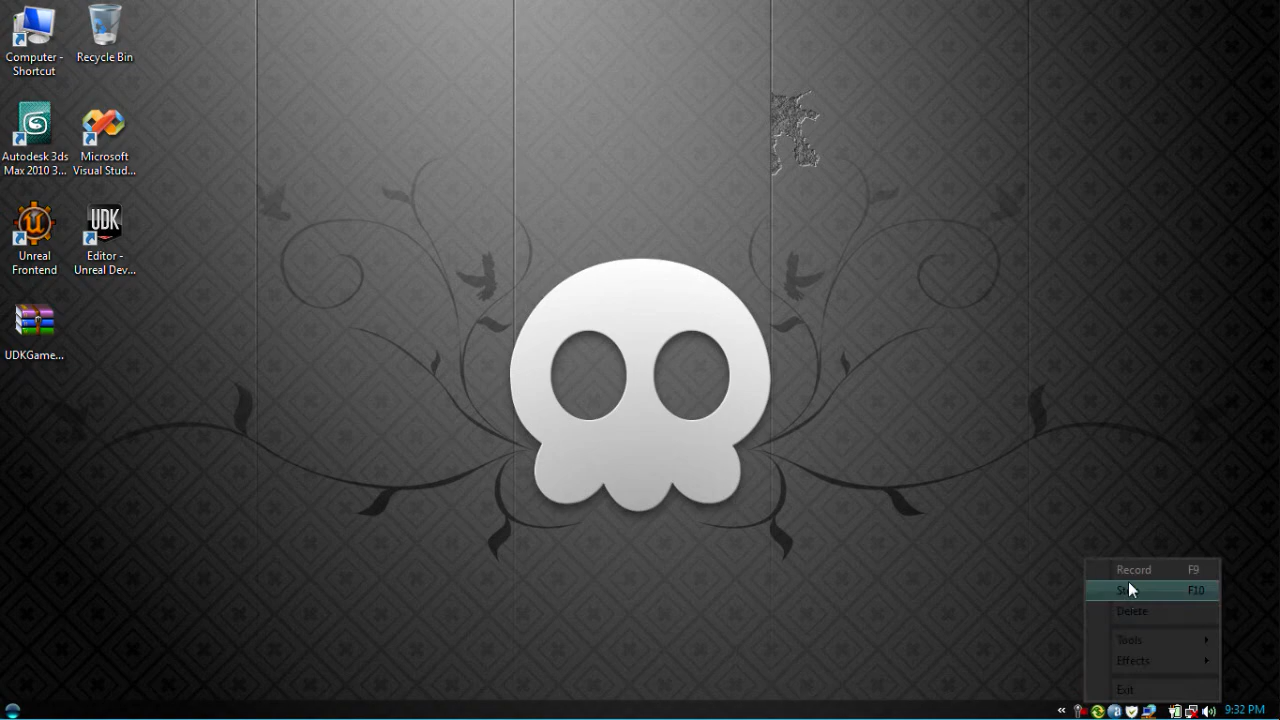 Computer -
Shortcut
Recycle Bin
Autodesk 3ds
Max 2010 3...
Microsoft
Visual Stud...
UDK
Unreal
Frontend
Editor -
Unreal Dev...
UDKGame...
Record F9
F10
Delete
Tools
Effects
Exit
9:32 PM